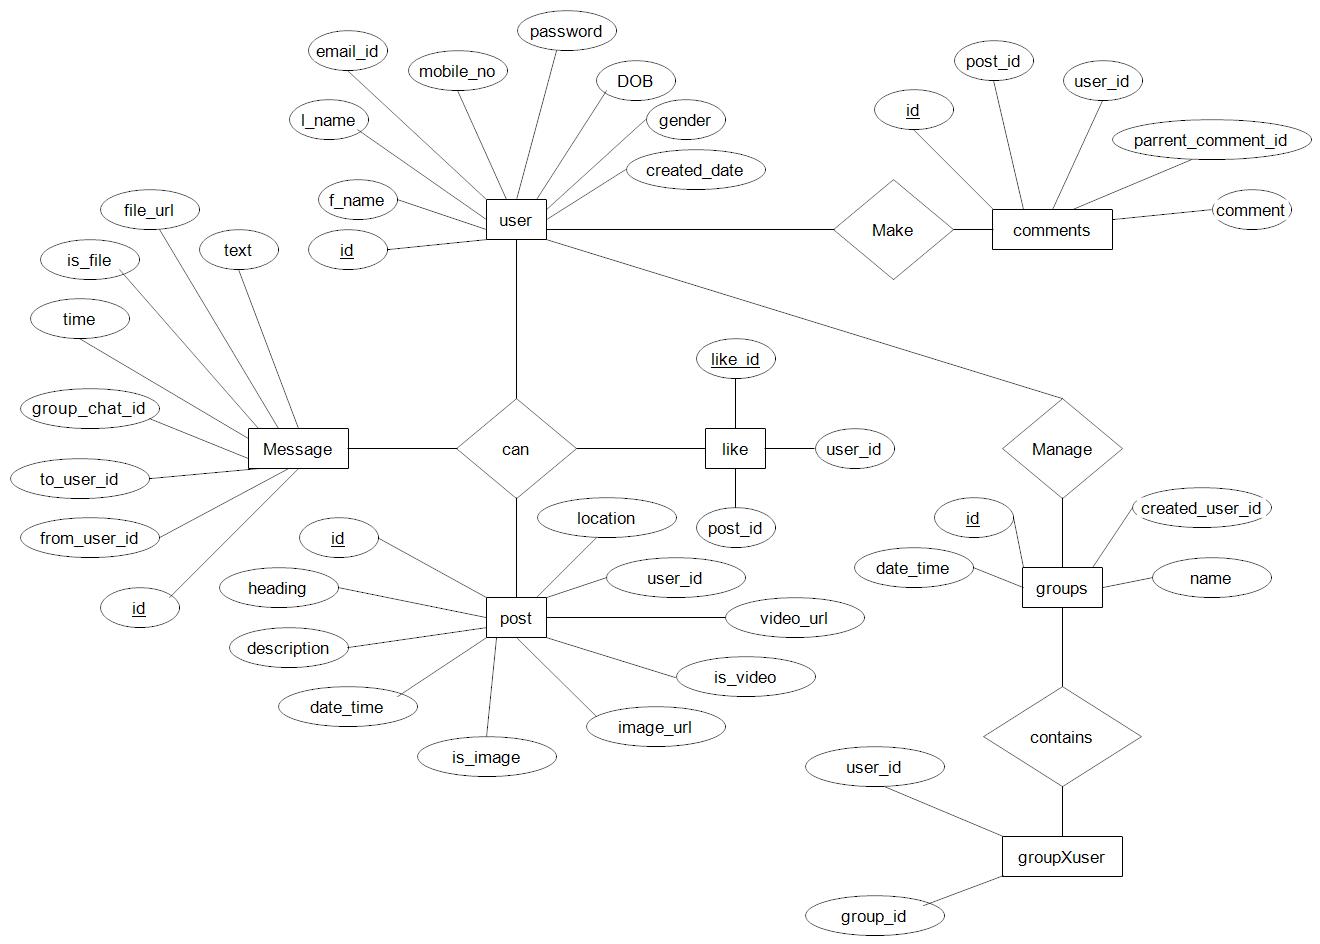 password
email_id
mobile_no
DOB
post_id
user_id
id
l_name
gender
parrent_comment_id
created_date
f_name
file_url
user
comment
text
id
Make
comments
is_file
time
like_id
group_chat_id
Message
can
like
user_id
Manage
to_user_id
from_user_id
id
location
post_id
id
created_user_id
date_time
groups
name
heading
user_id
id
post
video_url
description
is_video
date_time
image_url
is_image
contains
user_id
groupXuser
group_id